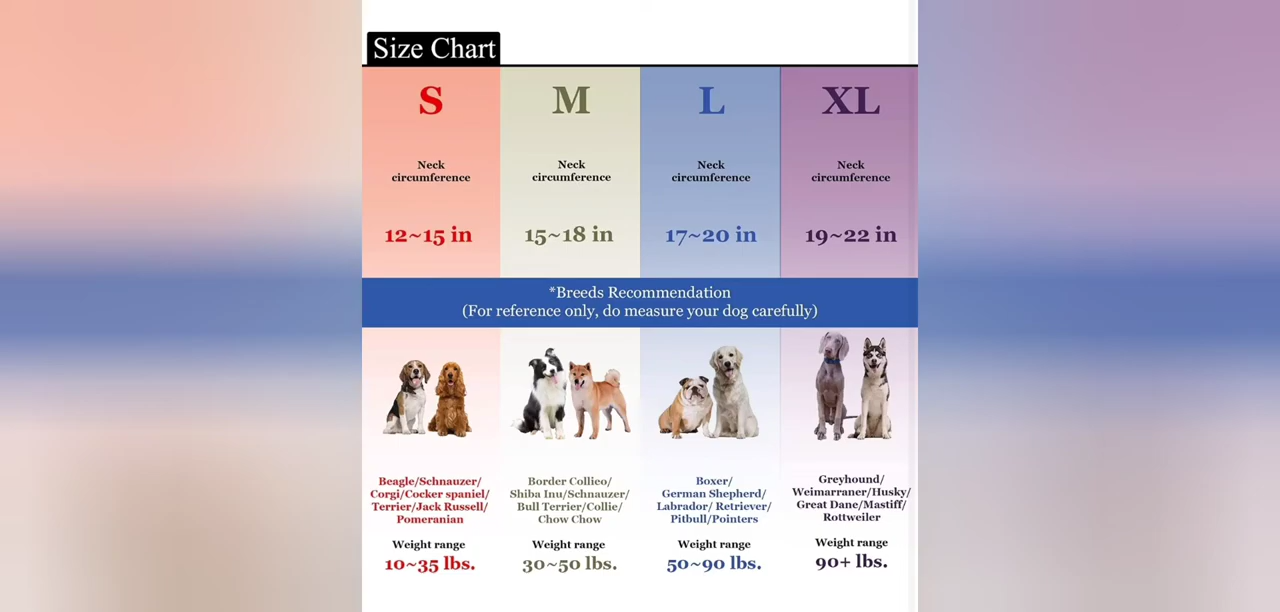 Size Chart
S
Neck
circumference
12~15 in
M
Neck
circumference
15~18 in
L
Neck
circumference
17~20 in
XL
Neck
circumference
19~22 in
*Breeds Recommendation
(For reference only, do measure your dog carefully)
Beagle/Schnauzer/
Corgi/Cocker spaniel/
Terrier/Jack Russell/
Pomeranian
Weight range
10~35 lbs.
Border Collieo/
Shiba Inu/Schnauzer/
Bull Terrier/Collie/
Chow Chow
Weight range
30~50 lbs.
Boxer/
German Shepherd/
Labrador/ Retriever/
Pitbull/Pointers
Weight range
50~90 lbs.
Greyhound/
Weimarraner/Husky/
Great Dane/Mastiff/
Rottweiler
Weight range
90+ lbs.